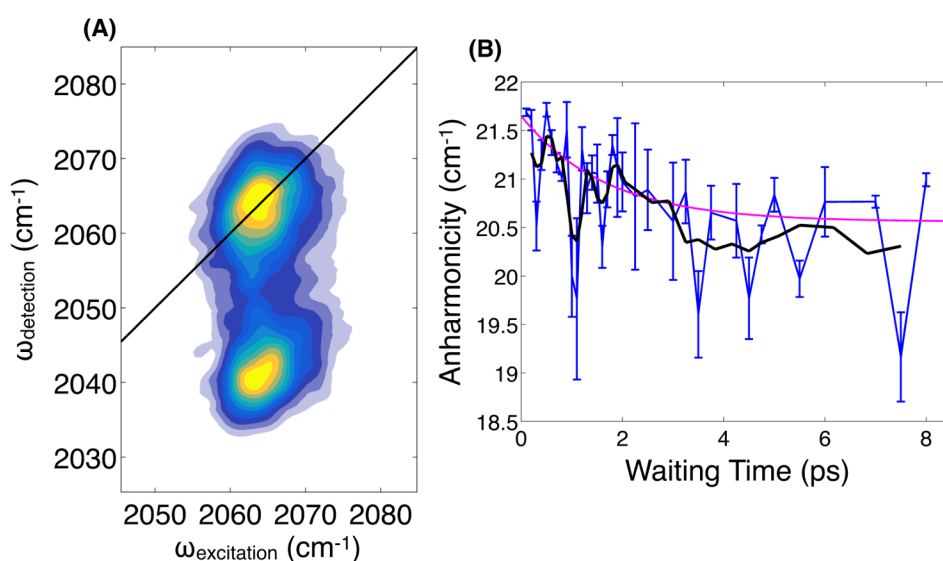 (A)
2080
2070
2060
2050
2040
2030
2050 2060 2070 2080
ωexcitation (cm-1)
ωdetection (cm-1)
(B)
22
21.5
21
20.5
20
19.5
19
18.5
0 2 4 6 8
Waiting Time (ps)
Anharmonicity (cm-1)